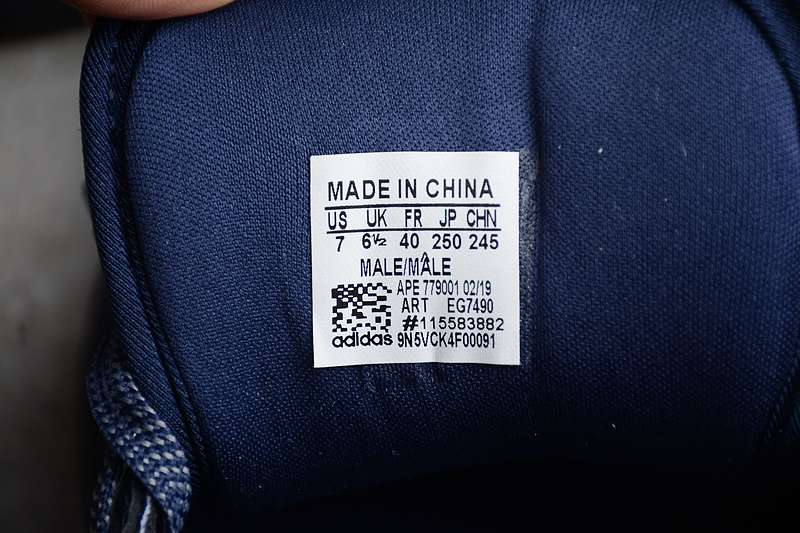 MADE IN CHINA
US UK FR JP CHN
7 6½ 40 250 245
MALE/MÂLE
APE 779001 02/19
ART EG7490
#115583882
adidas 9N5VCK4F00091